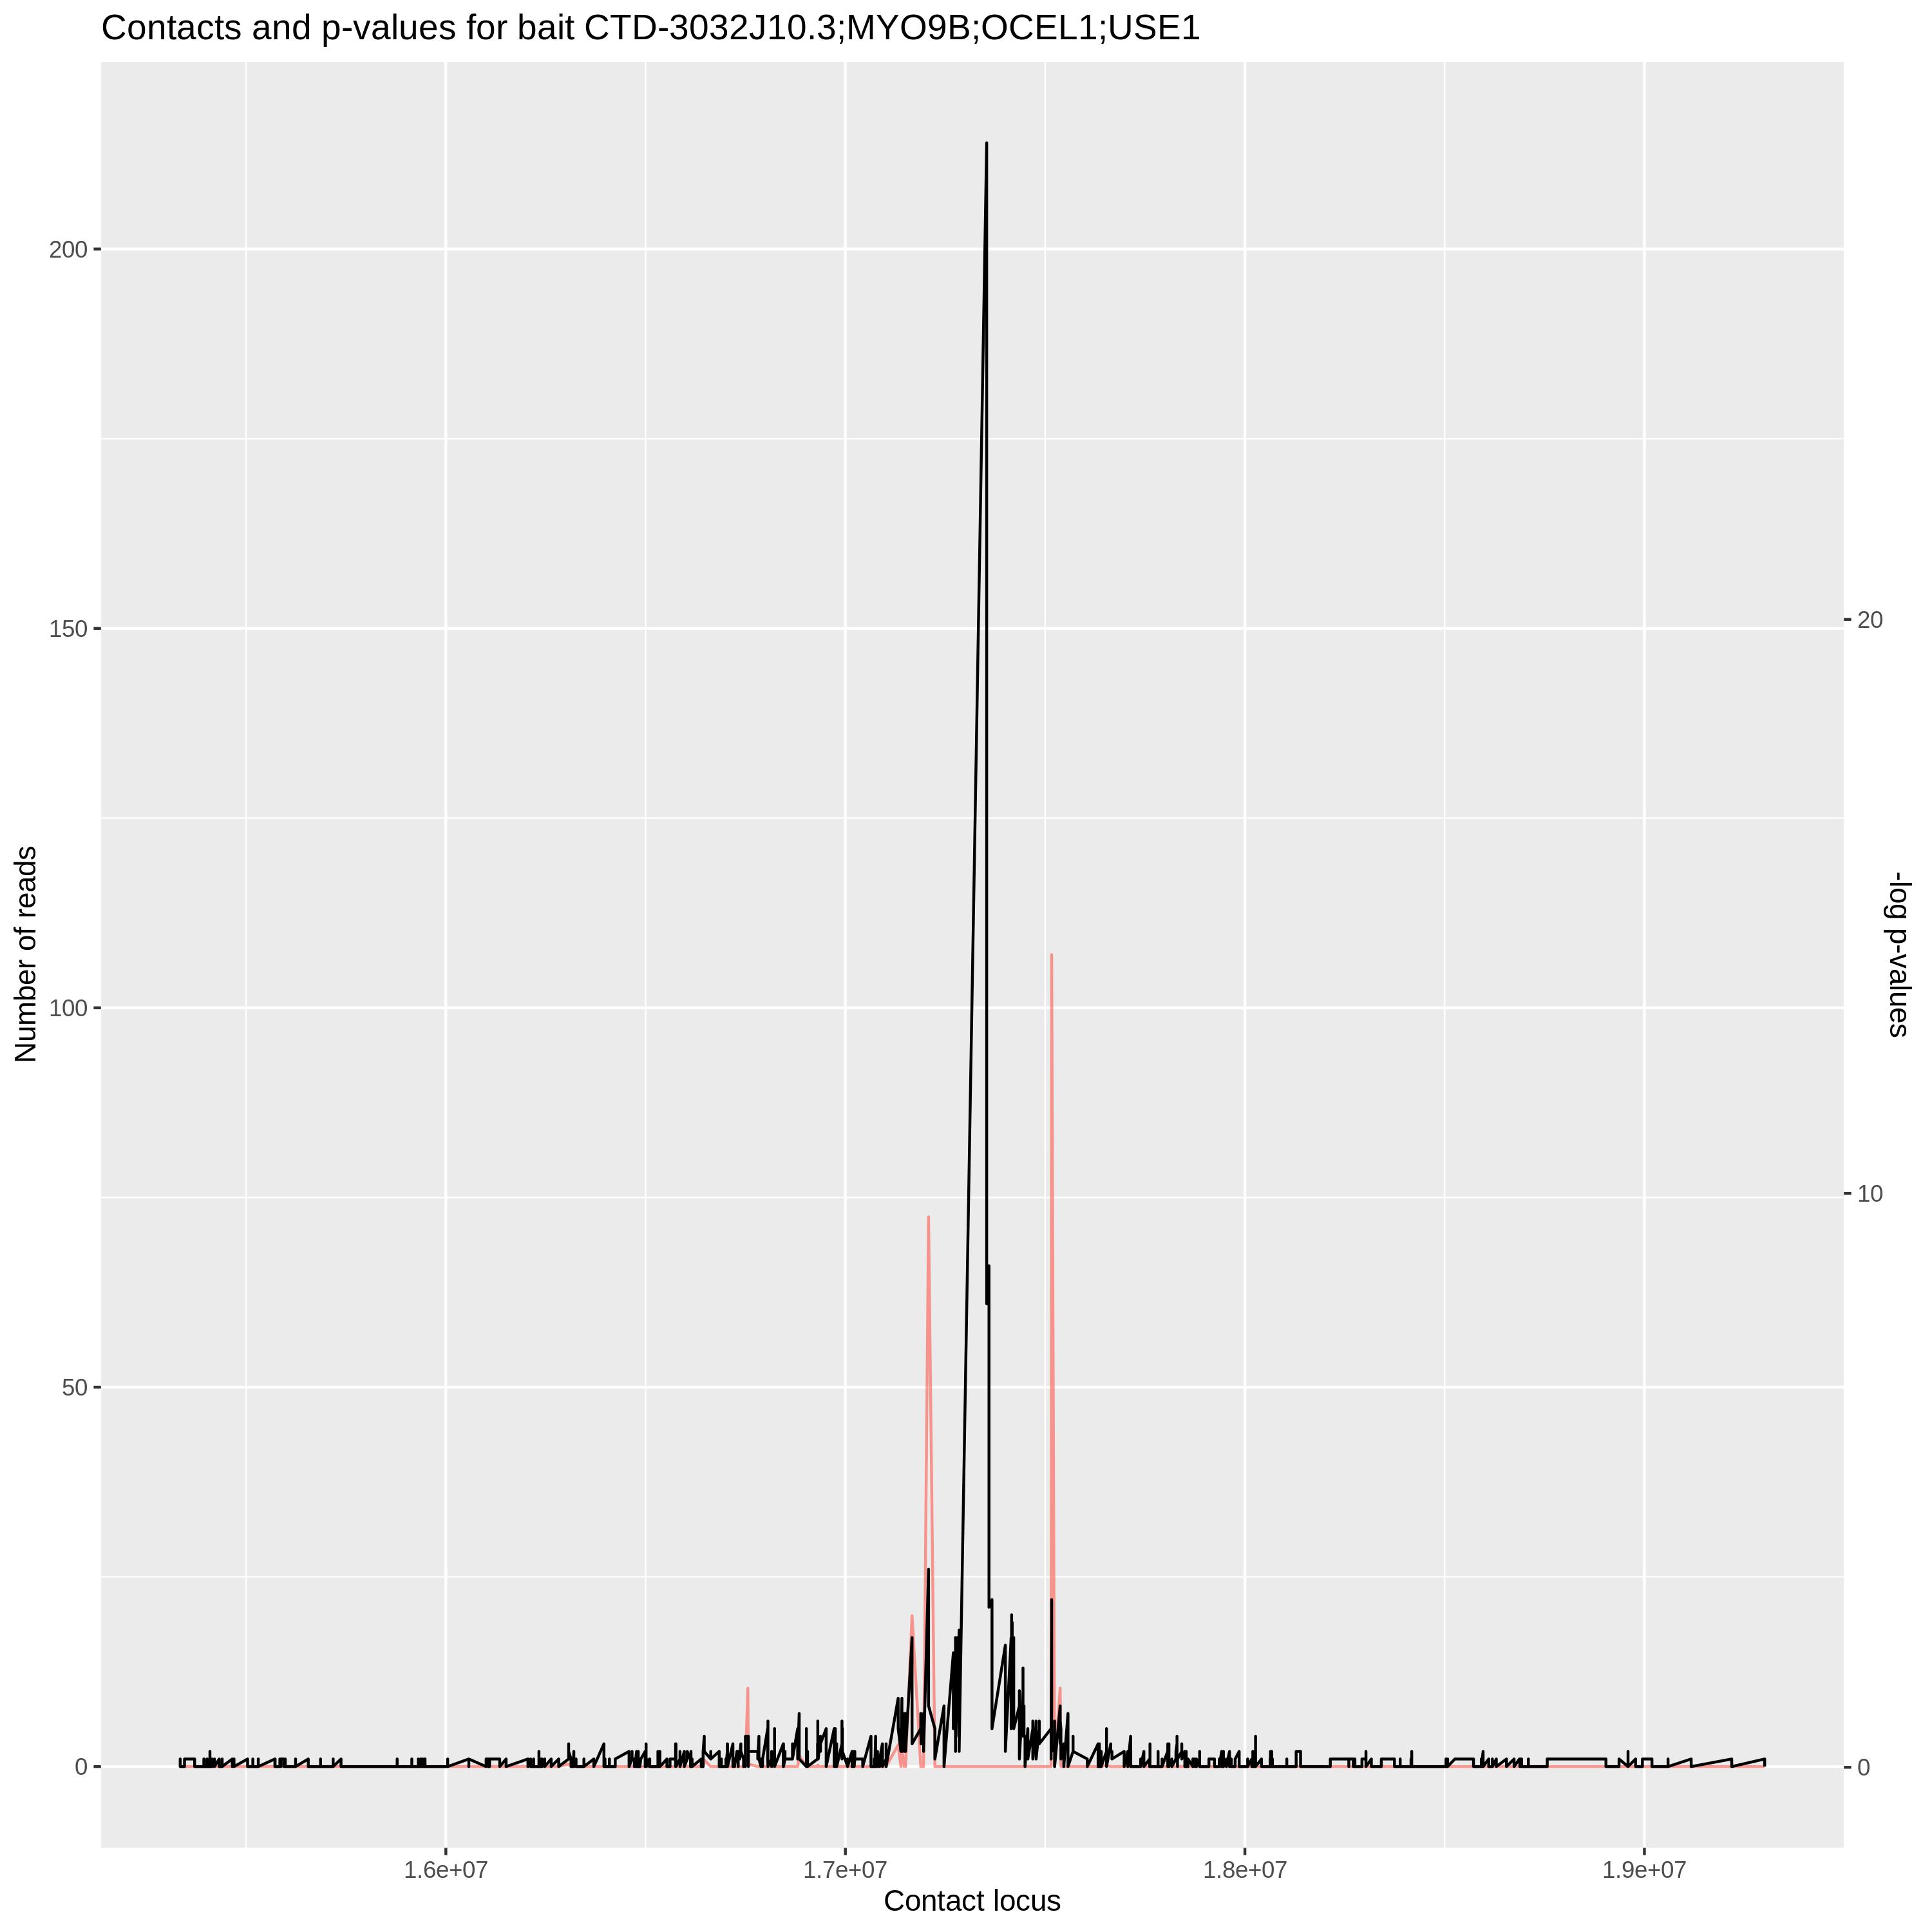 Contacts and p-values for bait CTD-3032J10.3;MYO9B;OCEL1;USE1
200
150
100
50
0
Number of reads
20
10
0
-log p-values
1.6e+07 1.7e+07 1.8e+07 1.9e+07
Contact locus